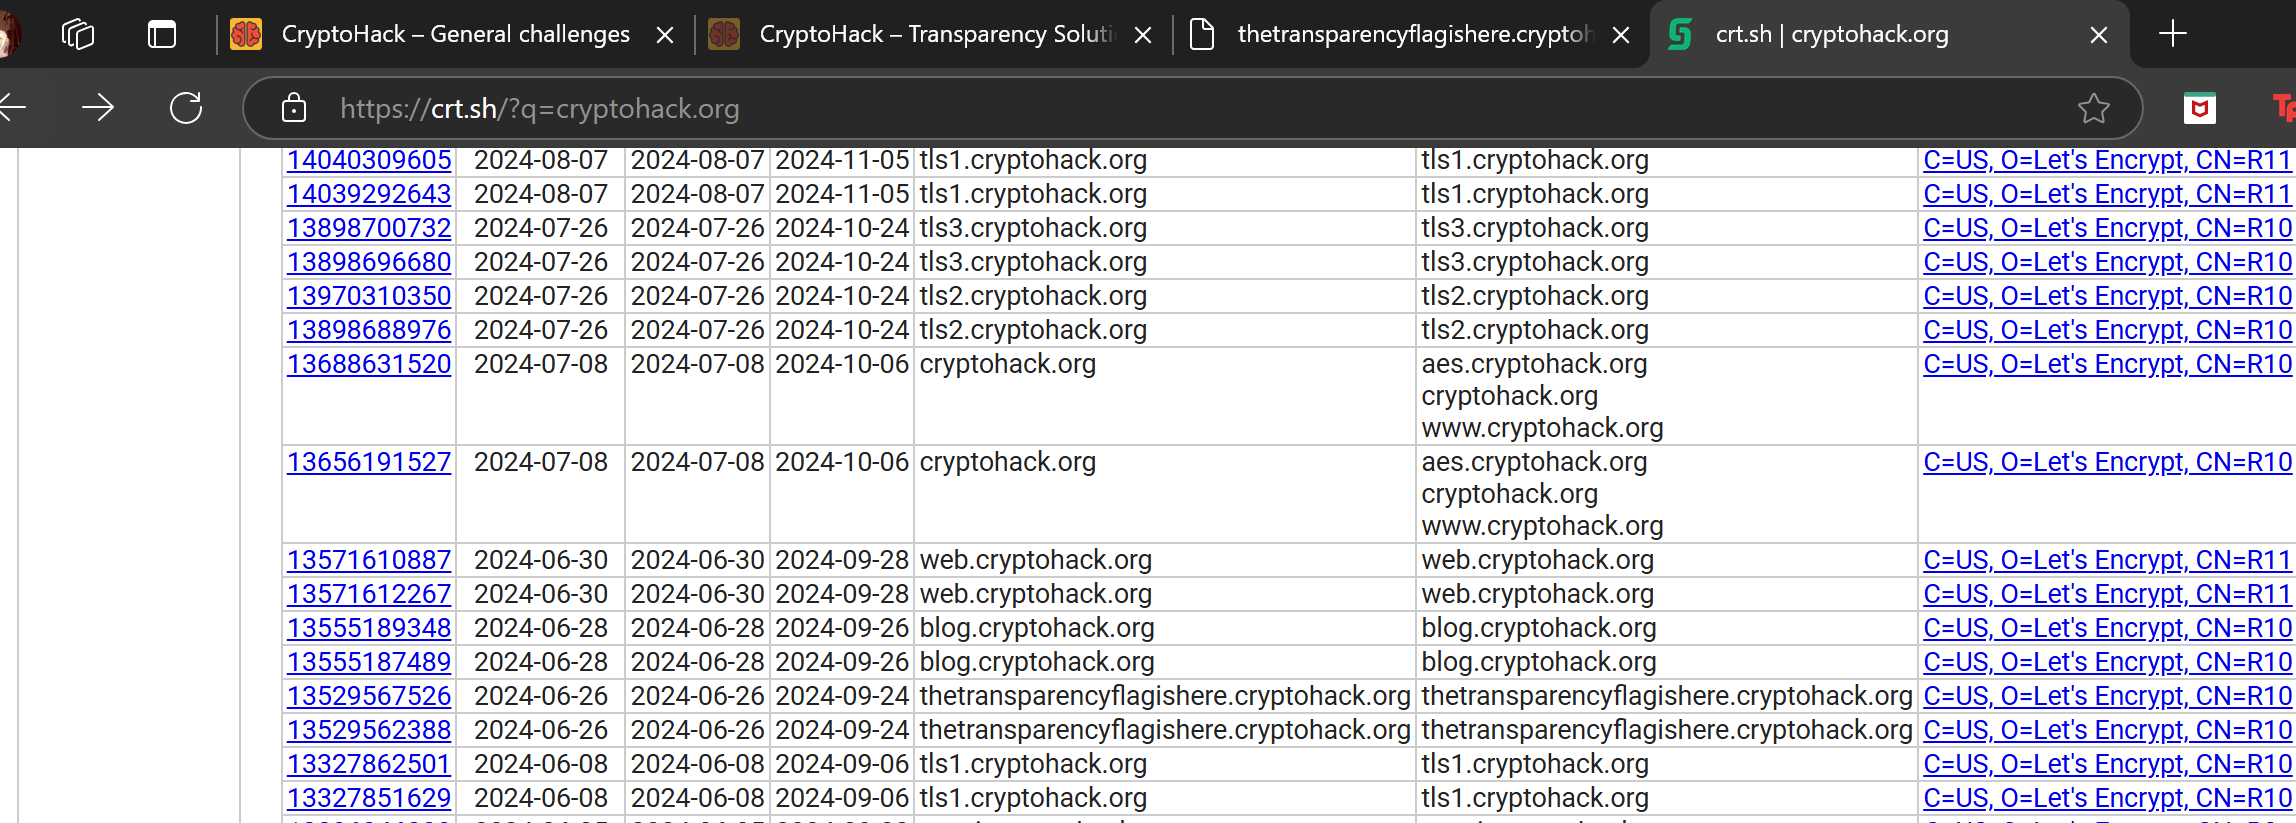 CryptoHack – General challenges
CryptoHack – Transparency Soluti
thetransparencyflagishere.cryptoh
crt.sh | cryptohack.org
https://crt.sh/?q=cryptohack.org
14040309605 2024-08-07 2024-08-07 2024-11-05 tls1.cryptohack.org tls1.cryptohack.org C=US, O=Let's Encrypt, CN=R11
14039292643 2024-08-07 2024-08-07 2024-11-05 tls1.cryptohack.org tls1.cryptohack.org C=US, O=Let's Encrypt, CN=R11
13898700732 2024-07-26 2024-07-26 2024-10-24 tls3.cryptohack.org tls3.cryptohack.org C=US, O=Let's Encrypt, CN=R10
13898696680 2024-07-26 2024-07-26 2024-10-24 tls3.cryptohack.org tls3.cryptohack.org C=US, O=Let's Encrypt, CN=R10
13970310350 2024-07-26 2024-07-26 2024-10-24 tls2.cryptohack.org tls2.cryptohack.org C=US, O=Let's Encrypt, CN=R10
13898688976 2024-07-26 2024-07-26 2024-10-24 tls2.cryptohack.org tls2.cryptohack.org C=US, O=Let's Encrypt, CN=R10
13688631520 2024-07-08 2024-07-08 2024-10-06 cryptohack.org aes.cryptohack.org C=US, O=Let's Encrypt, CN=R10
cryptohack.org
www.cryptohack.org
13656191527 2024-07-08 2024-07-08 2024-10-06 cryptohack.org aes.cryptohack.org C=US, O=Let's Encrypt, CN=R10
cryptohack.org
www.cryptohack.org
13571610887 2024-06-30 2024-06-30 2024-09-28 web.cryptohack.org web.cryptohack.org C=US, O=Let's Encrypt, CN=R11
13571612267 2024-06-30 2024-06-30 2024-09-28 web.cryptohack.org web.cryptohack.org C=US, O=Let's Encrypt, CN=R11
13555189348 2024-06-28 2024-06-28 2024-09-26 blog.cryptohack.org blog.cryptohack.org C=US, O=Let's Encrypt, CN=R10
13555187489 2024-06-28 2024-06-28 2024-09-26 blog.cryptohack.org blog.cryptohack.org C=US, O=Let's Encrypt, CN=R10
13529567526 2024-06-26 2024-06-26 2024-09-24 thetransparencyflagishere.cryptohack.org thetransparencyflagishere.cryptohack.org C=US, O=Let's Encrypt, CN=R10
13529562388 2024-06-26 2024-06-26 2024-09-24 thetransparencyflagishere.cryptohack.org thetransparencyflagishere.cryptohack.org C=US, O=Let's Encrypt, CN=R10
13327862501 2024-06-08 2024-06-08 2024-09-06 tls1.cryptohack.org tls1.cryptohack.org C=US, O=Let's Encrypt, CN=R10
13327851629 2024-06-08 2024-06-08 2024-09-06 tls1.cryptohack.org tls1.cryptohack.org C=US, O=Let's Encrypt, CN=R10